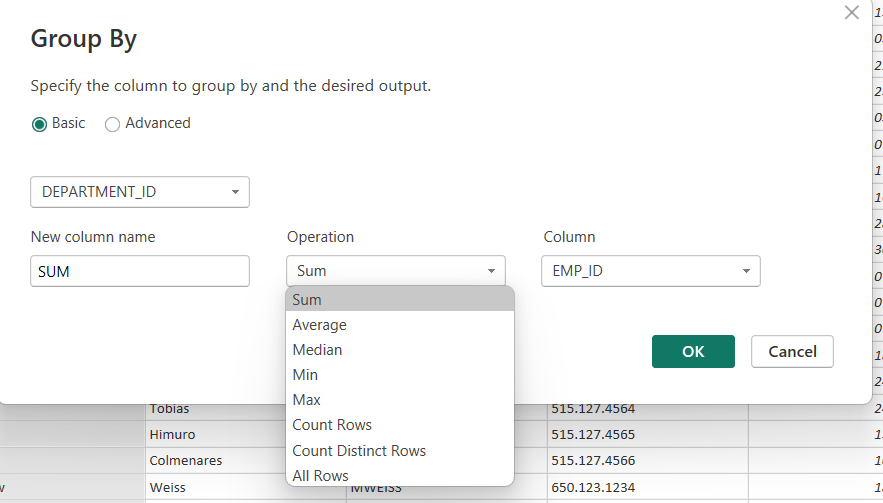 Group By
Specify the column to group by and the desired output.
Basic Advanced
DEPARTMENT_ID
New column name Operation Column
SUM Sum EMP_ID
Sum
Average
Median
Min
Max
Count Rows
Count Distinct Rows
All Rows
OK Cancel
Tobias 515.127.4564
Himuro 515.127.4565
Colmenares 515.127.4566
Weiss MWEISS 650.123.1234